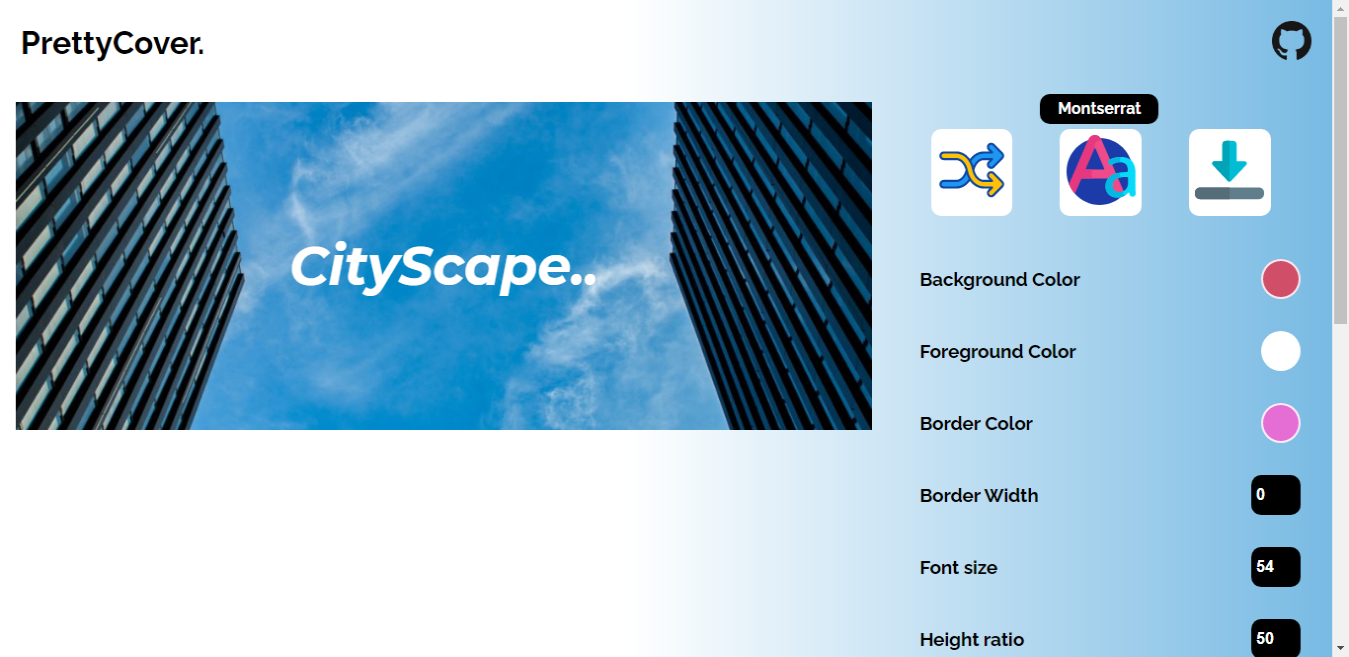 PrettyCover.
CityScape..
Montserrat
Aa
Background Color
Foreground Color
Border Color
Border Width
0
Font size
54
Height ratio
50